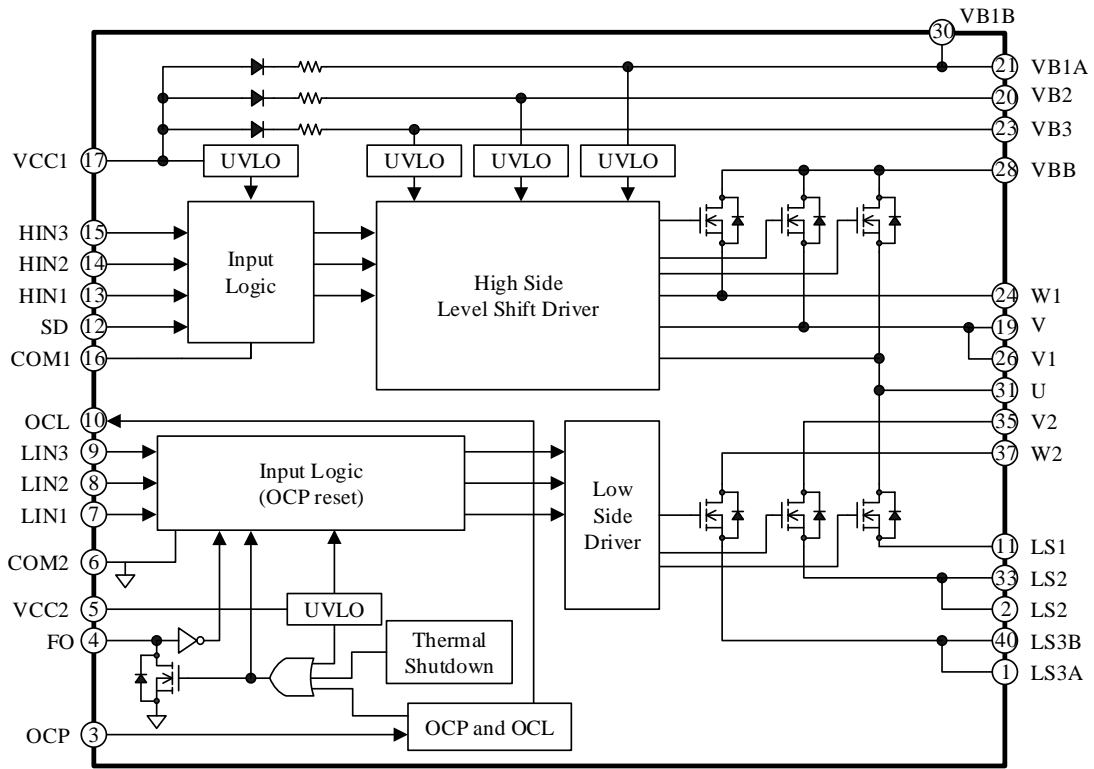 VB1B
30
21 VB1A
20 VB2
23 VB3
VCC1 17
UVLO
UVLO
UVLO
UVLO
28 VBB
HIN3 15
HIN2 14
HIN1 13
SD 12
COM1 16
Input
Logic
High Side
Level Shift Driver
24 W1
19 V
26 V1
31 U
35 V2
37 W2
OCL 10
LIN3 9
LIN2 8
LIN1 7
COM2 6
VCC2 5
FO 4
OCP 3
Input Logic
(OCP reset)
Low
Side
Driver
UVLO
Thermal
Shutdown
OCP and OCL
11 LS1
33 LS2
2 LS2
40 LS3B
1 LS3A